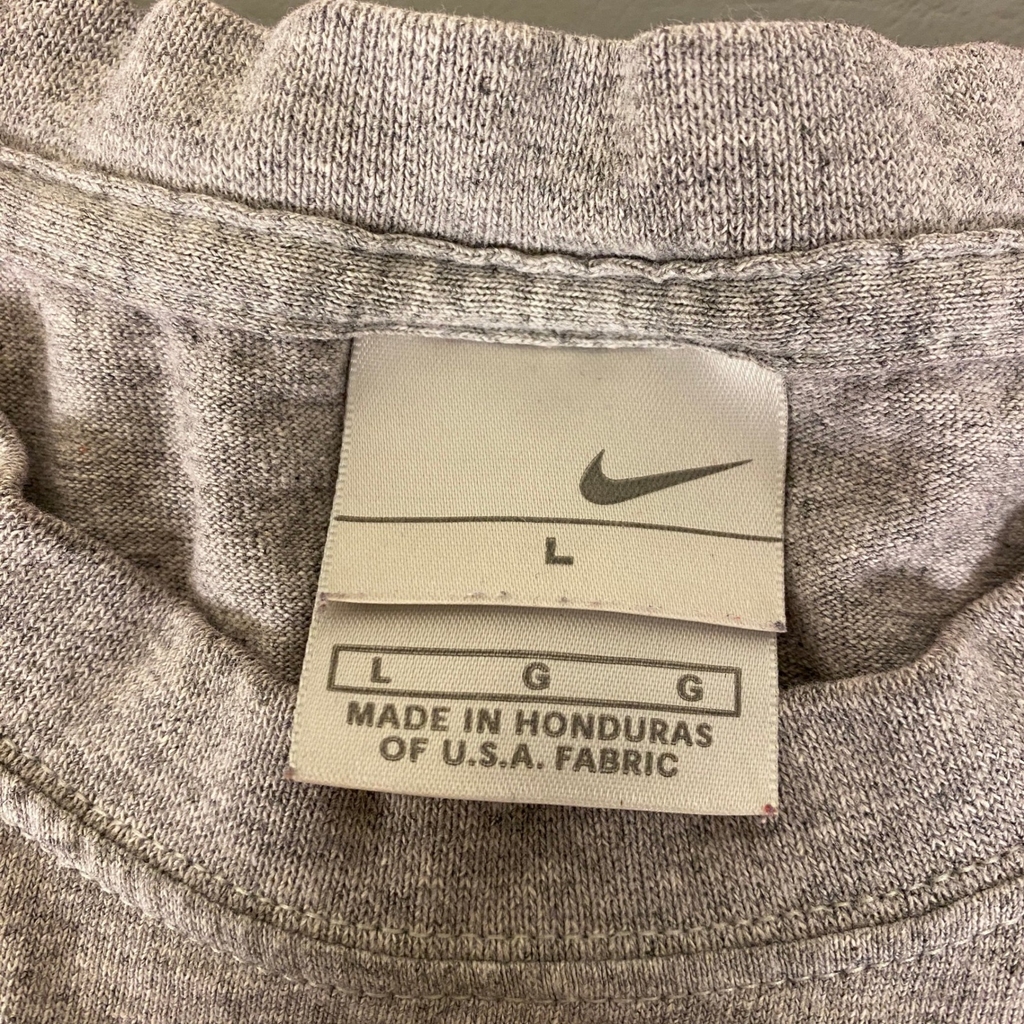 L
L G G
MADE IN HONDURAS
OF U.S.A. FABRIC